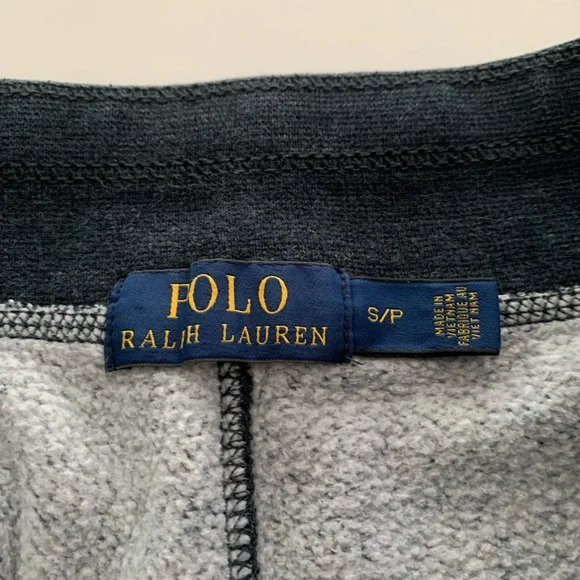 POLO
RALPH LAUREN
S/P
MADE IN
VIETNAM
FABRIQUÉ AU
VIET NAM